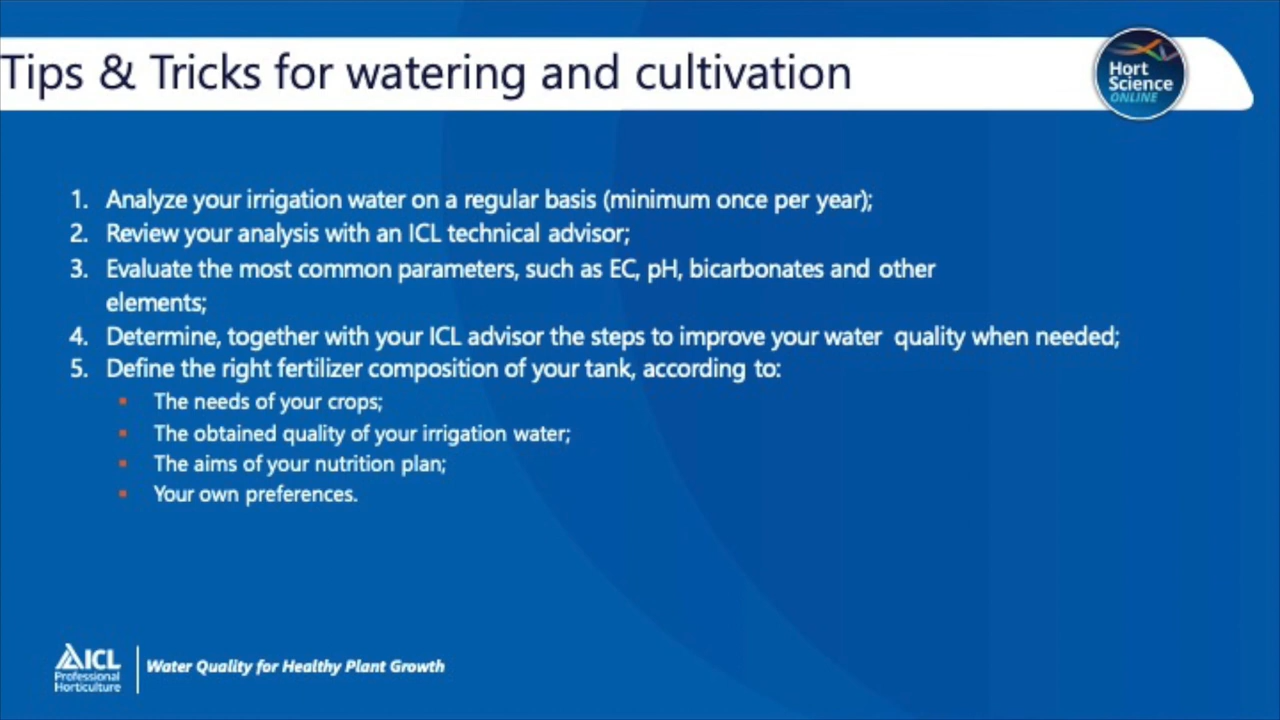 Tips & Tricks for watering and cultivation
Hort
Science
ONLINE
1. Analyze your irrigation water on a regular basis (minimum once per year);
2. Review your analysis with an ICL technical advisor;
3. Evaluate the most common parameters, such as EC, pH, bicarbonates and other
elements;
4. Determine, together with your ICL advisor the steps to improve your water quality when needed;
5. Define the right fertilizer composition of your tank, according to:
▪ The needs of your crops;
▪ The obtained quality of your irrigation water;
▪ The aims of your nutrition plan;
▪ Your own preferences.
ICL
Professional
Horticulture
Water Quality for Healthy Plant Growth